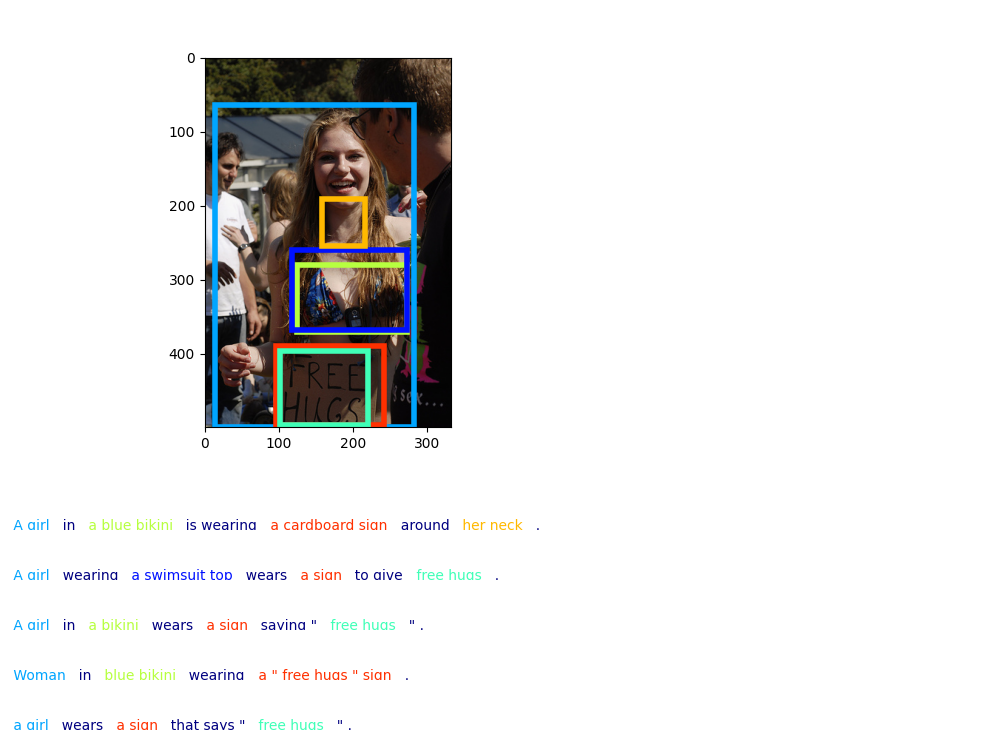 0
100
200
300
400
0 100 200 300
FREE
HUGS
sex...
A girl in a blue bikini is wearing a cardboard sign around her neck .
A girl wearing a swimsuit top wears a sign to give free hugs .
A girl in a bikini wears a sign saying " free hugs " .
Woman in blue bikini wearing a " free hugs " sign .
a girl wears a sign that says " free hugs " .